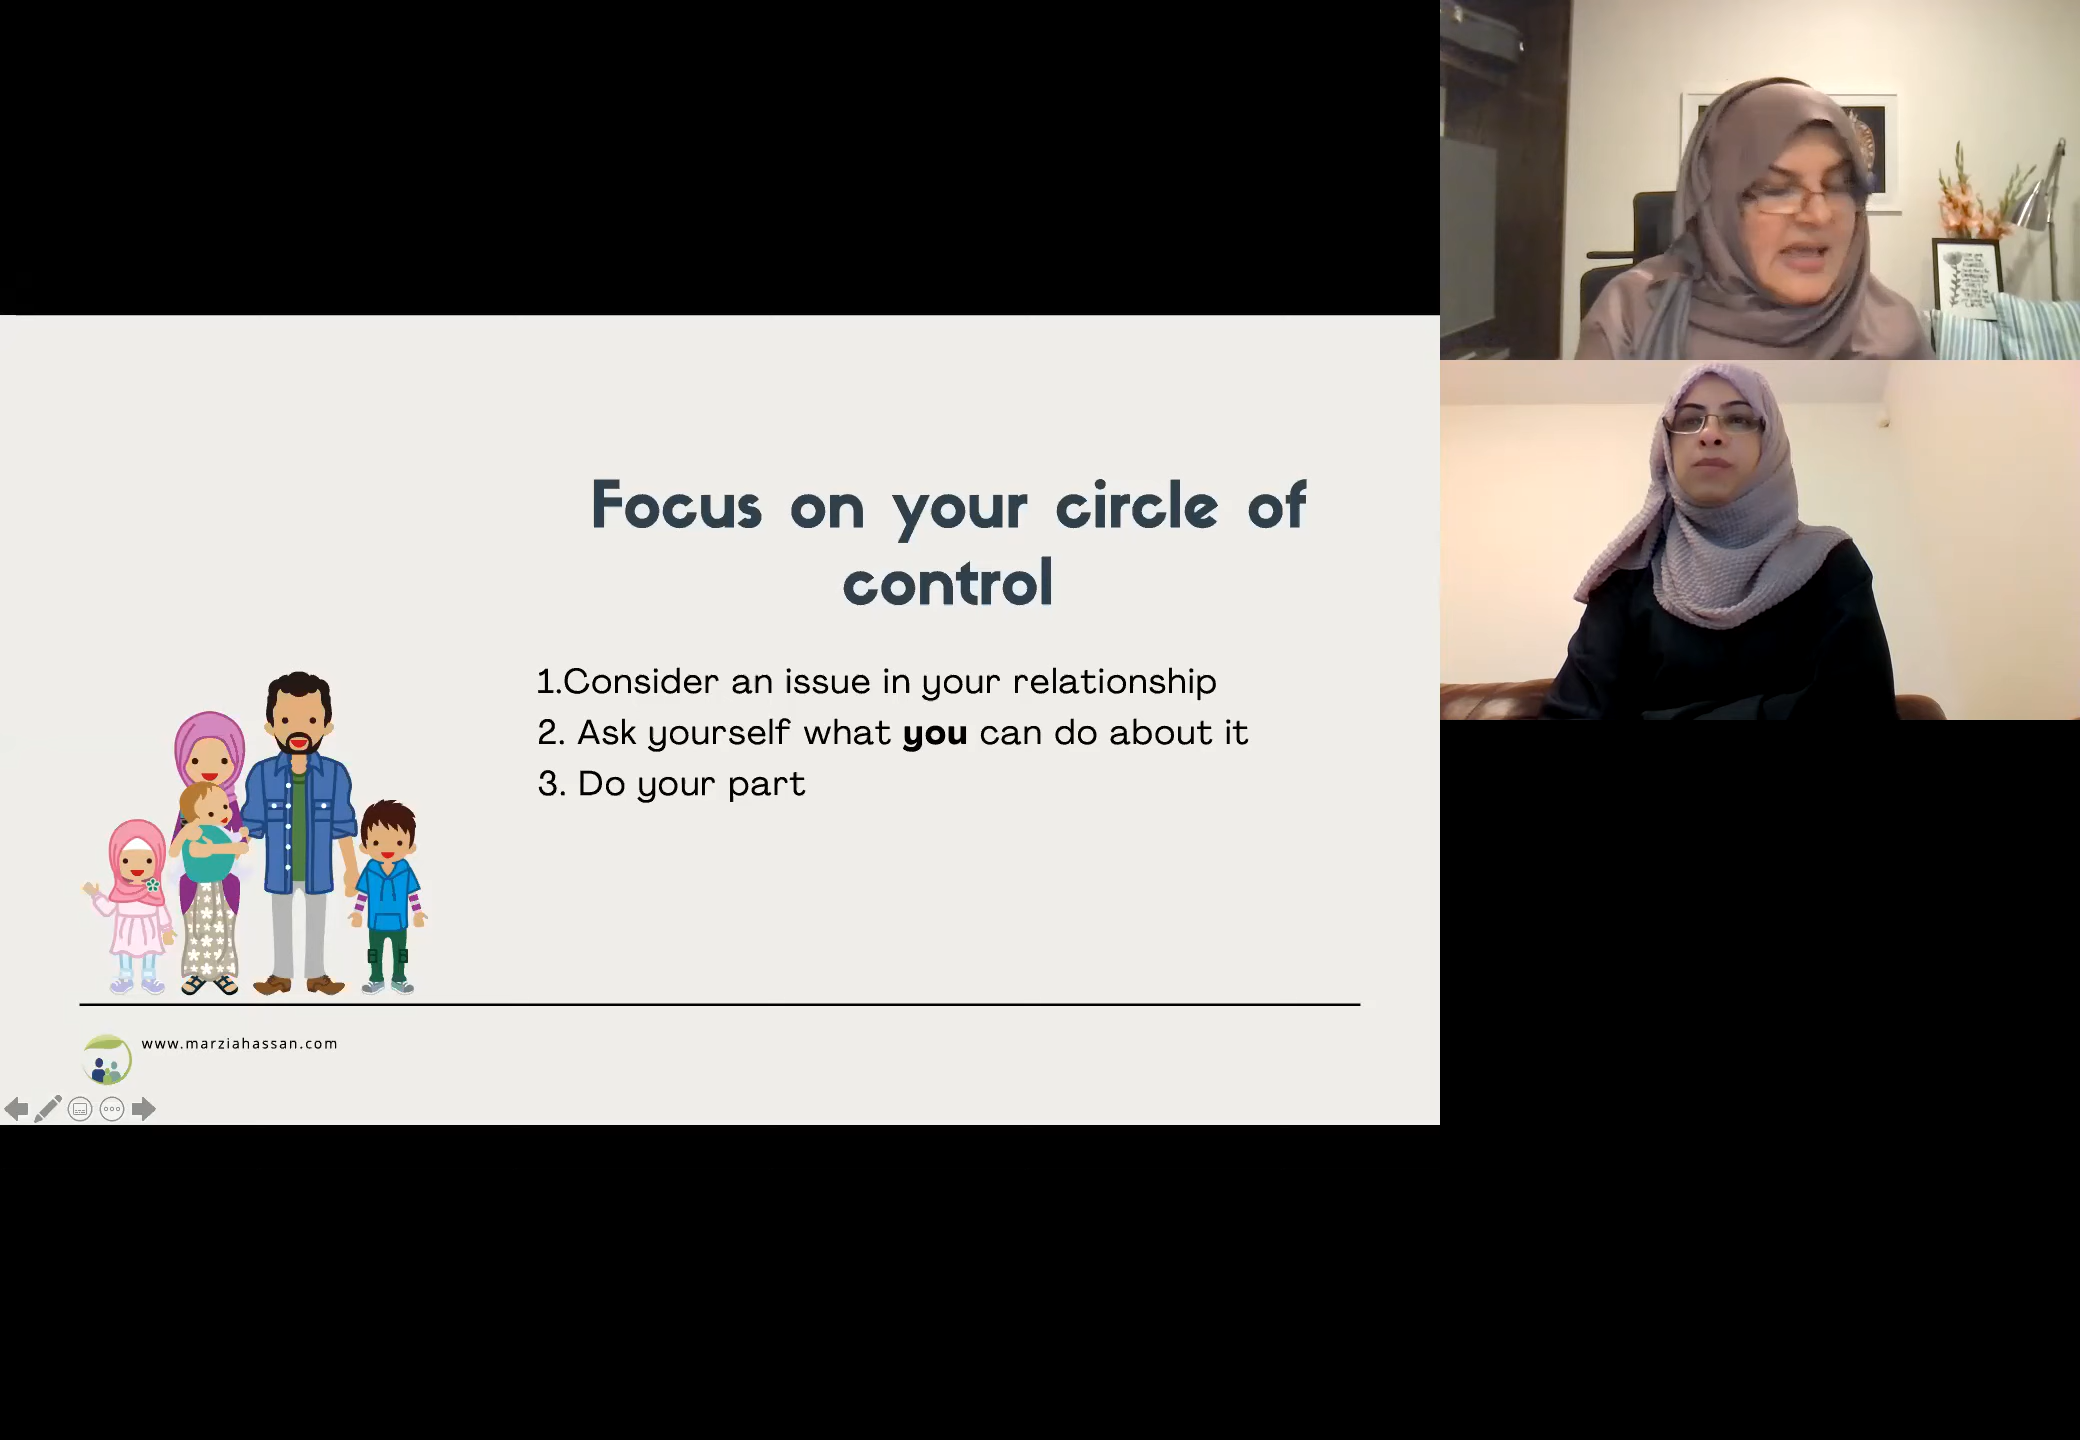 Focus on your circle of
control
1.Consider an issue in your relationship
2. Ask yourself what you can do about it
3. Do your part
www.marziahassan.com